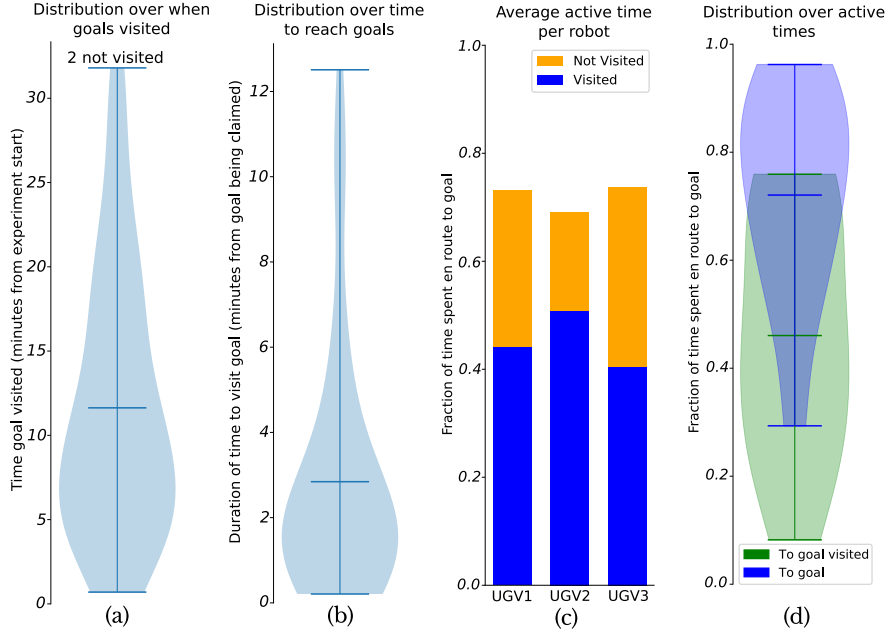 Distribution over when
goals visited
2 not visited
Time goal visited (minutes from experiment start)
30
25
20
15
10
5
0
(a)
Distribution over time
to reach goals
Duration of time to visit goal (minutes from goal being claimed)
12
10
8
6
4
2
0
(b)
Average active time
per robot
Not Visited
Visited
Fraction of time spent en route to goal
1.0
0.8
0.6
0.4
0.2
0.0
UGV1 UGV2 UGV3
(c)
Distribution over active
times
Fraction of time spent en route to goal
1.0
0.8
0.6
0.4
0.2
0.0
To goal visited
To goal
(d)